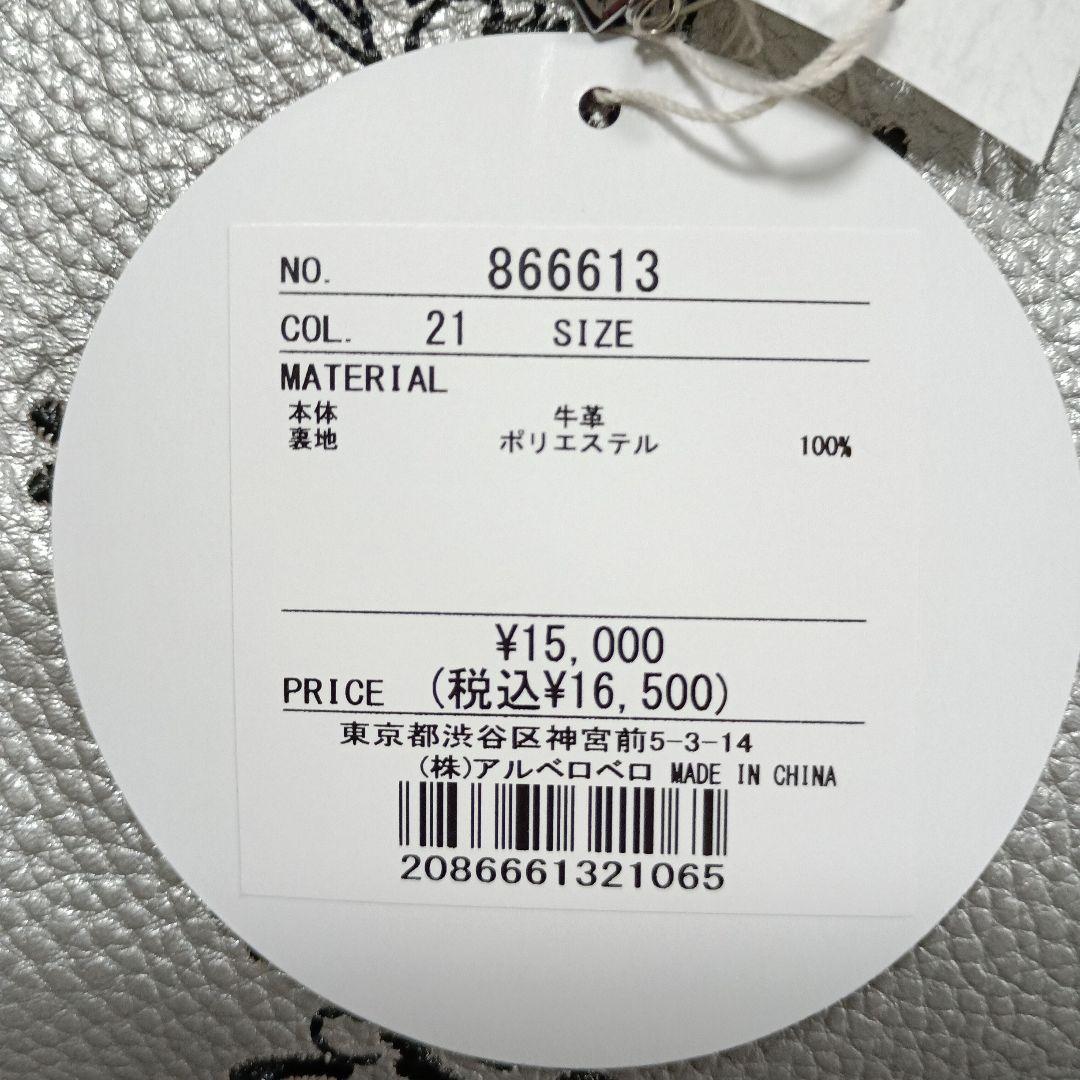 NO. 866613
COL. 21 SIZE
MATERIAL
本体 牛革
裏地 ポリエステル 100%
¥15,000
PRICE (税込¥16,500)
東京都渋谷区神宮前5-3-14
(株)アルベロベロ MADE IN CHINA
2086661321065